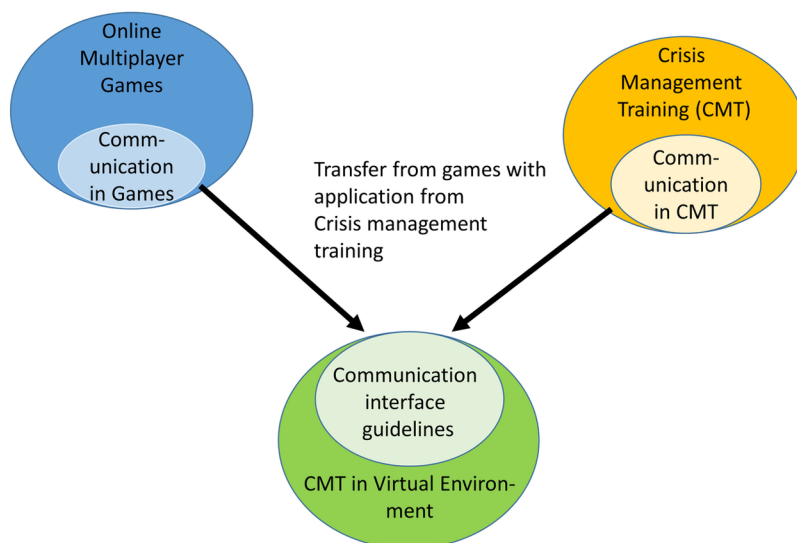 Online
Multiplayer
Games
Comm-
unication
in Games
Crisis
Management
Training (CMT)
Comm-
unication
in CMT
Transfer from games with
application from
Crisis management
training
Communication
interface
guidelines
CMT in Virtual Environ-
ment